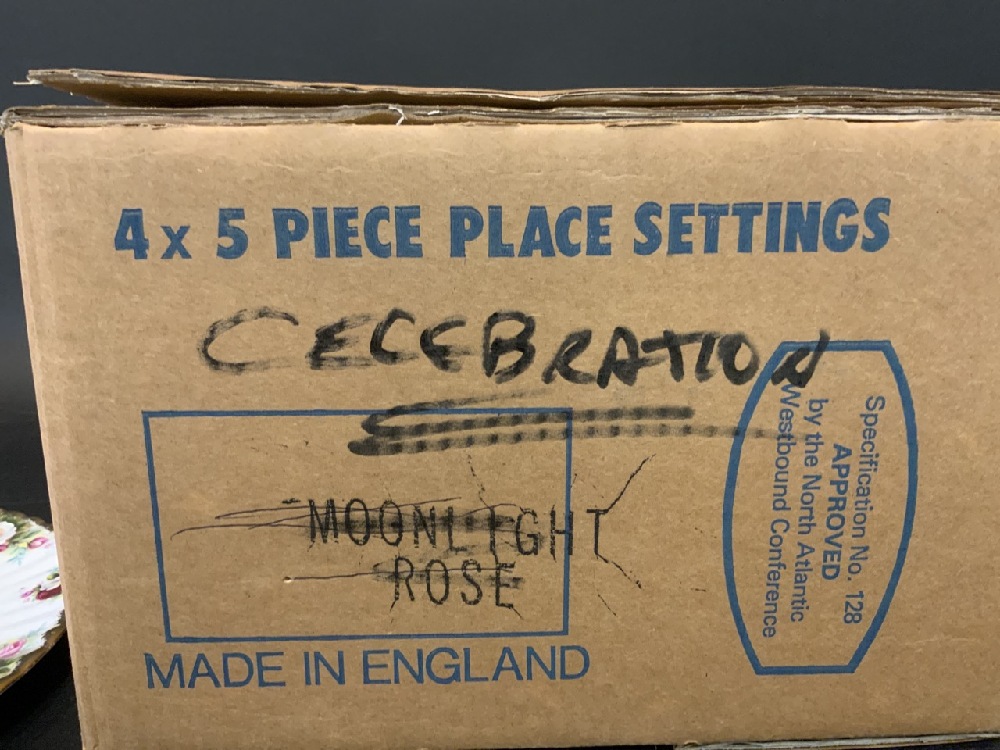 4 x 5 PIECE PLACE SETTINGS
CELEBRATION
MOONLIGHT
ROSE
MADE IN ENGLAND
Specification No. 128
APPROVED
by the North Atlantic
Westbound Conference